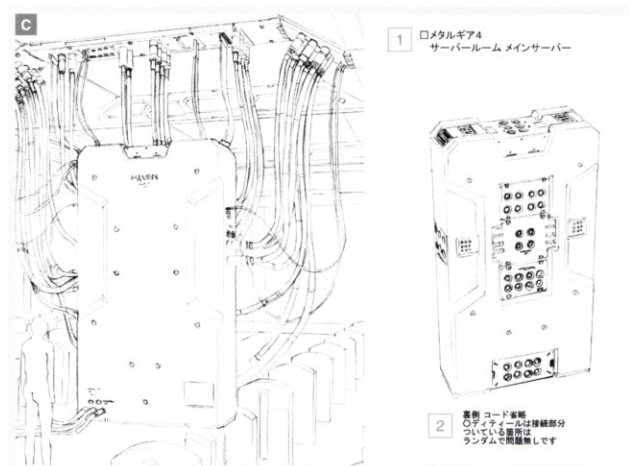 C
1
□メタルギア4
サーバールーム メインサーバー
HAVEN
2
裏側 コード省略
〇ディティールは接続部分
ついている箇所は
ランダムで問題無しです